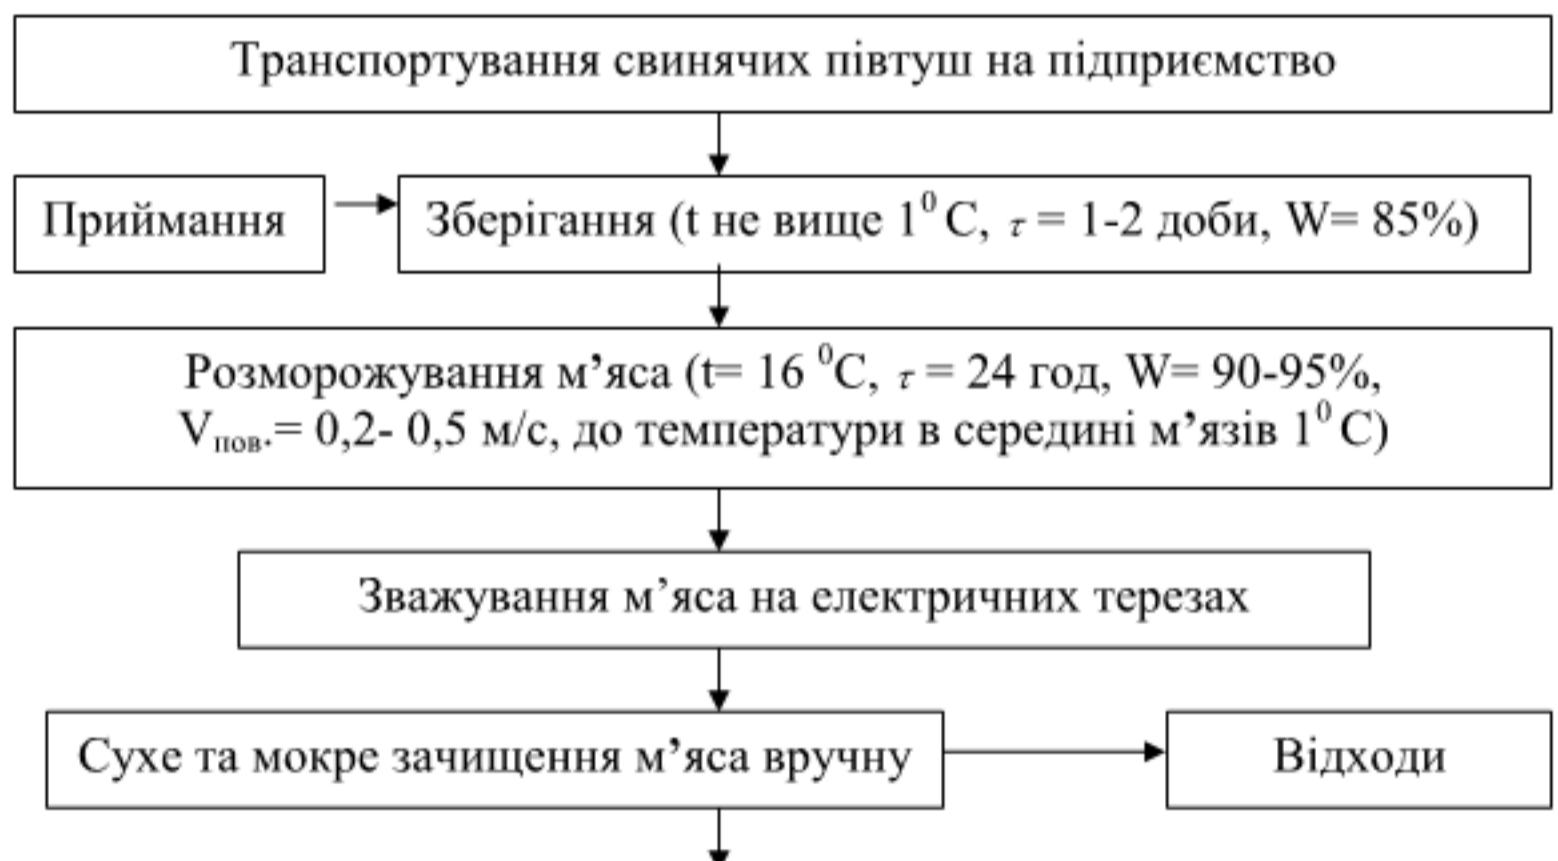 Транспортування свинячих півтуш на підприємство
Приймання
Зберігання (t не вище 1⁰ C, τ = 1-2 доби, W= 85%)
Розморожування м’яса (t= 16 ⁰C, τ = 24 год, W= 90-95%,
Vпов.= 0,2- 0,5 м/с, до температури в середині м’язів 1⁰ C)
Зважування м’яса на електричних терезах
Сухе та мокре зачищення м’яса вручну
Відходи